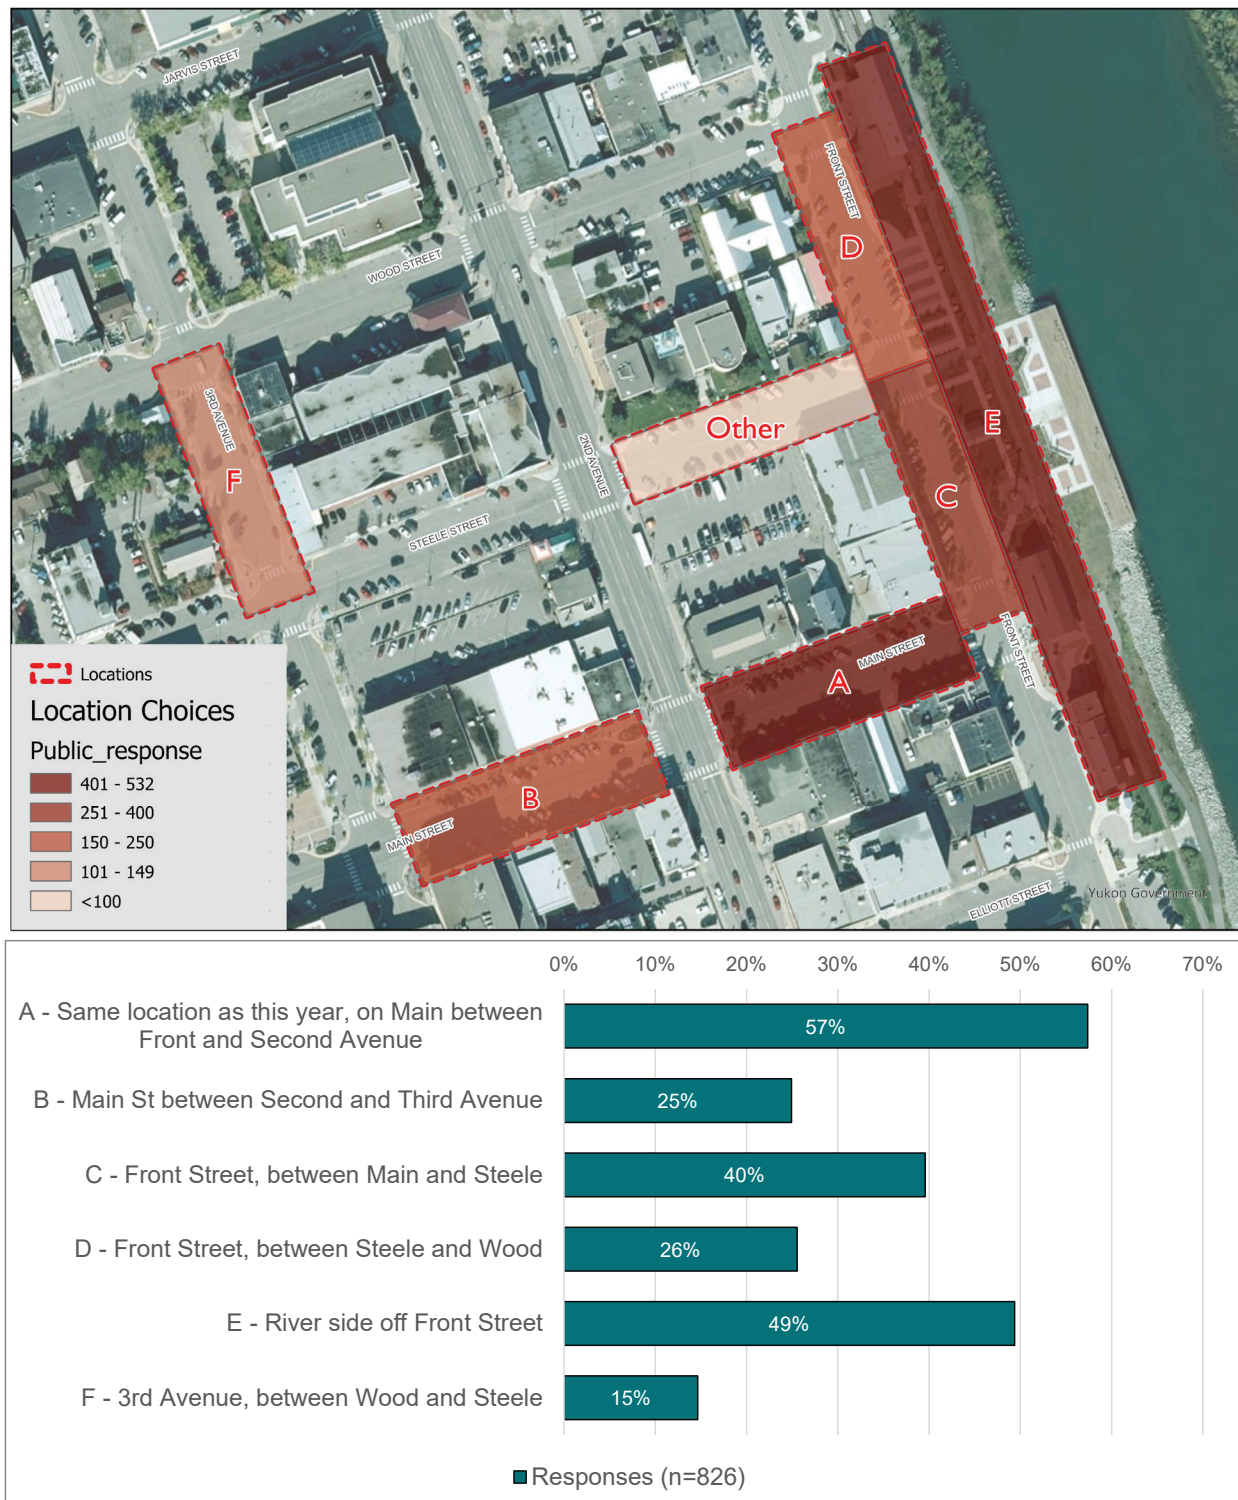 JARVIS STREET
FRONT STREET
D
WOOD STREET
3RD AVENUE
F
Other
2ND AVENUE
E
C
STEELE STREET
MAIN STREET
FRONT STREET
A
B
MAIN STREET
ELLIOTT STREET
Yukon Government
Locations
Location Choices
Public_response
401 - 532
251 - 400
150 - 250
101 - 149
<100
0% 10% 20% 30% 40% 50% 60% 70%
A - Same location as this year, on Main between
Front and Second Avenue
57%
B - Main St between Second and Third Avenue
25%
C - Front Street, between Main and Steele
40%
D - Front Street, between Steele and Wood
26%
E - River side off Front Street
49%
F - 3rd Avenue, between Wood and Steele
15%
Responses (n=826)